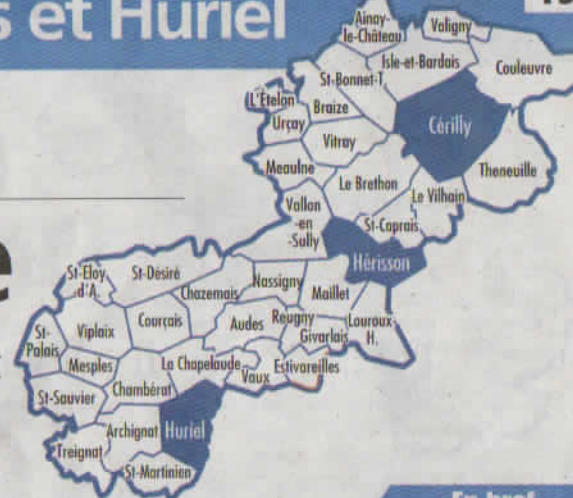 s et Huriel
Ainay-
le-Château
Valigny
Isle-et-Bardais
Couleuvre
St-Bonnet-T.
L'Ételon
Braize
Urçay
Cérilly
Vitray
Meaulne
Theneuille
Le Brethon
Le Vilhain
Vallon
-en
-Sully
St-Caprais
Hérisson
e
St-Eloy
d'A.
St-Désiré
Nassigny
Chazemais
Maillet
St-
Palais
Viplaix
Courçais
Audes
Reugny
Givarlais
Louroux
H.
Mesples
La Chapelaude
Vaux
Estivareilles
St-Sauvier
Chambérat
Archignat
Huriel
Treignat
St-Martinien